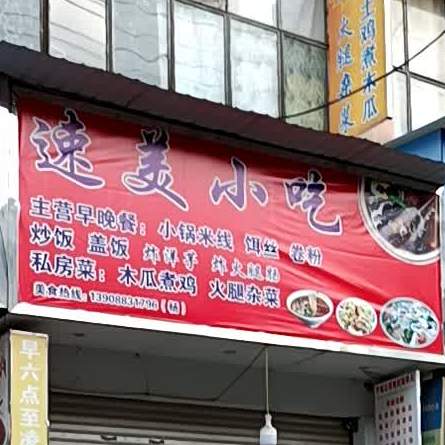 土鸡煮木瓜
火腿杂菜
速美小吃
主营早晚餐：小锅米线 饵丝 卷粉
炒饭 盖饭 炸洋芋 炸火腿肠
私房菜：木瓜煮鸡 火腿杂菜
美食热线：13908831796（杨）
早六点至